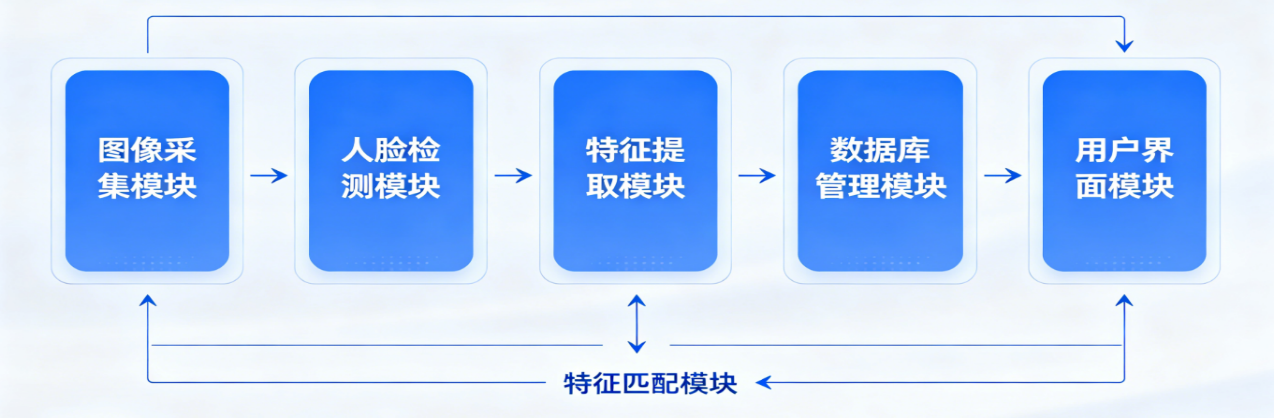 图像采
集模块
人脸检
测模块
特征提
取模块
数据库
管理模块
用户界
面模块
特征匹配模块